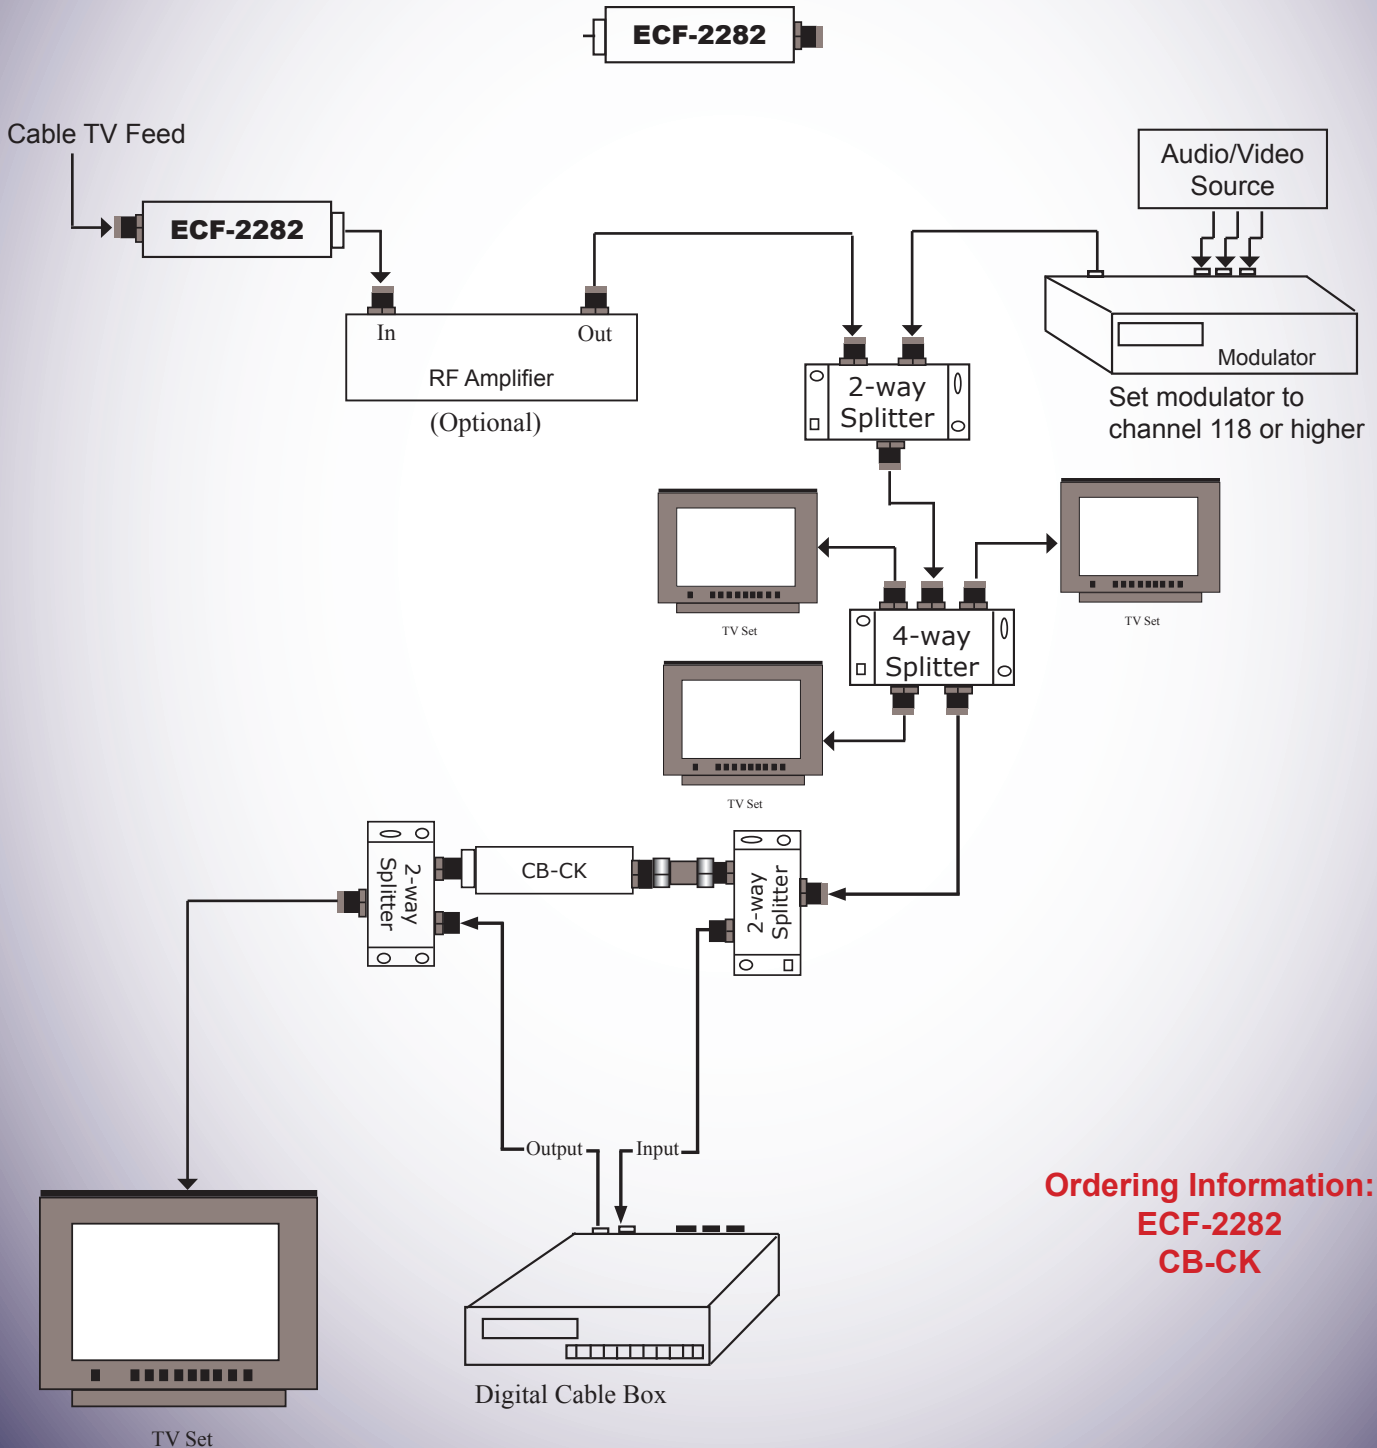 ECF-2282
Cable TV Feed
ECF-2282
Audio/Video
Source
In
Out
RF Amplifier
(Optional)
2-way
Splitter
Modulator
Set modulator to
channel 118 or higher
TV Set
TV Set
4-way
Splitter
TV Set
2-way
Splitter
CB-CK
2-way
Splitter
Output
Input
Ordering Information:
ECF-2282
CB-CK
Digital Cable Box
TV Set